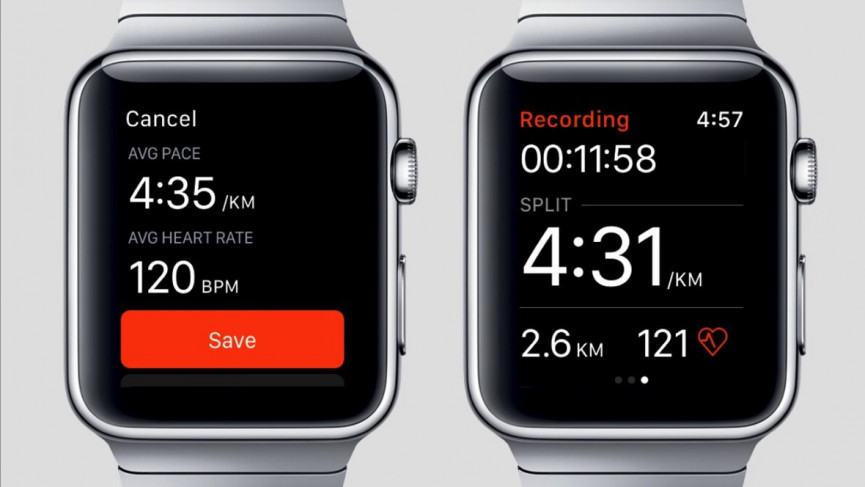 Cancel
AVG PACE
4:35 /KM
AVG HEART RATE
120 BPM
Save
Recording 4:57
00:11:58
SPLIT
4:31/KM
2.6 KM 121